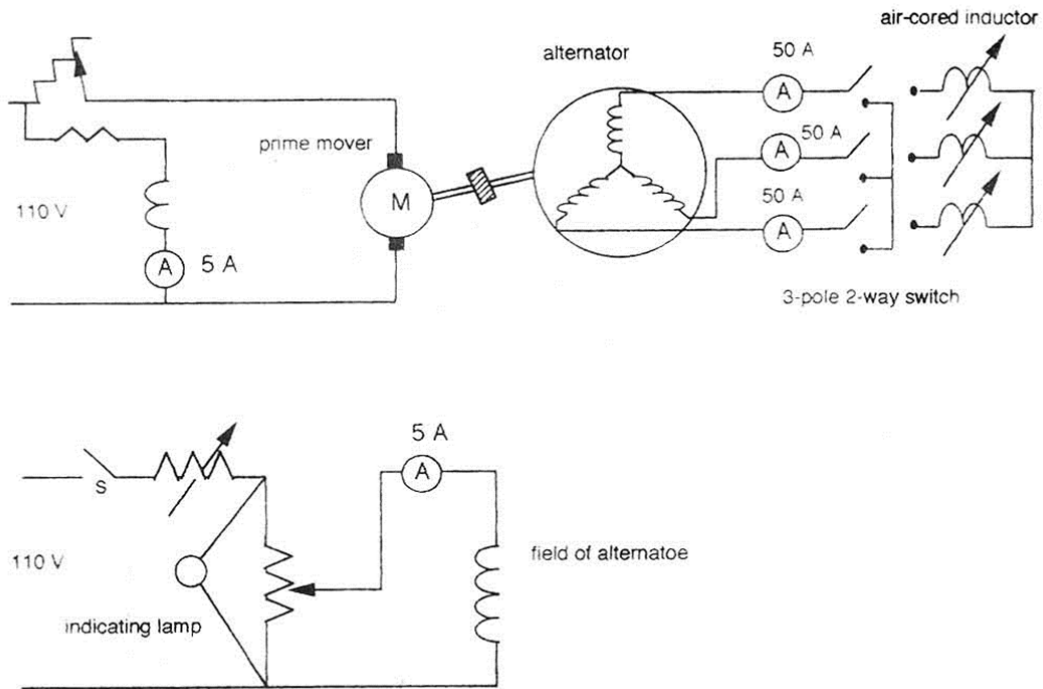 air-cored inductor
alternator
50 A
A
prime mover
50 A
A
M
110 V
50 A
A
A
5 A
3-pole 2-way switch
5 A
A
S
110 V
field of alternatoe
indicating lamp